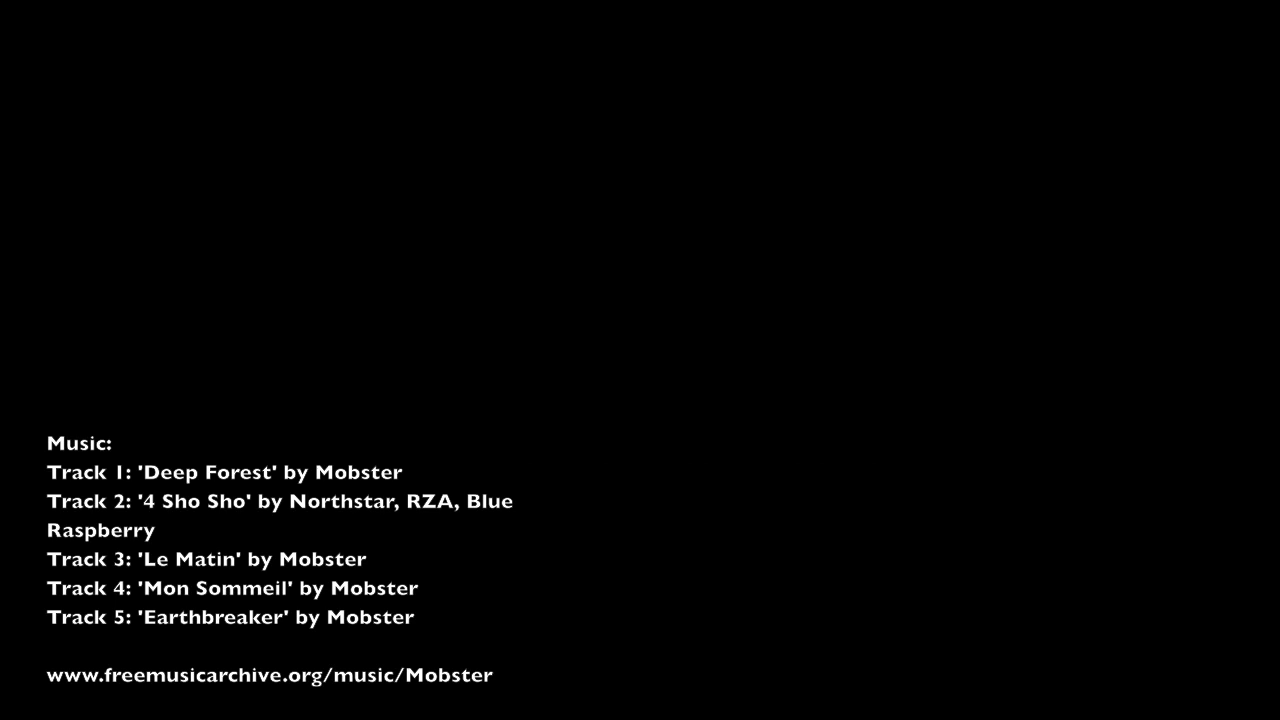 Music:
Track 1: 'Deep Forest' by Mobster
Track 2: '4 Sho Sho' by Northstar, RZA, Blue
Raspberry
Track 3: 'Le Matin' by Mobster
Track 4: 'Mon Sommeil' by Mobster
Track 5: 'Earthbreaker' by Mobster
www.freemusicarchive.org/music/Mobster